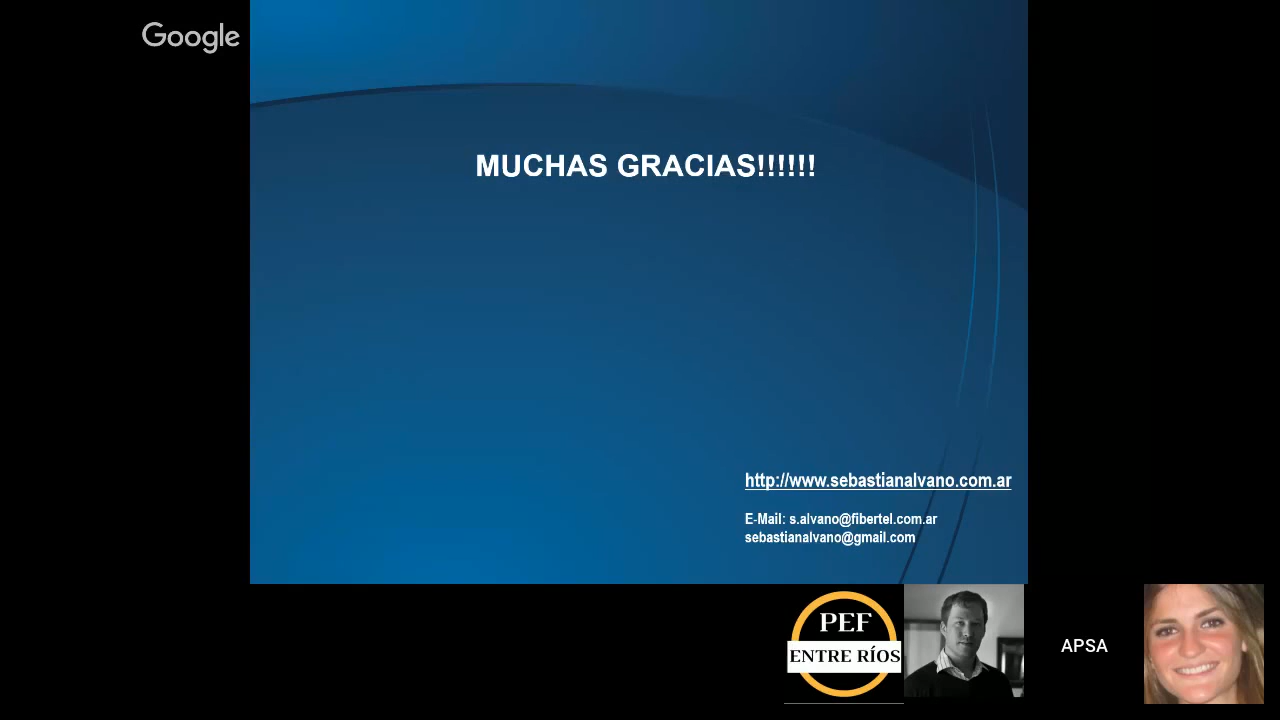 Google
MUCHAS GRACIAS!!!!!!
http://www.sebastianalvano.com.ar
E-Mail: s.alvano@fibertel.com.ar
sebastianalvano@gmail.com
PEF
ENTRE RÍOS
APSA